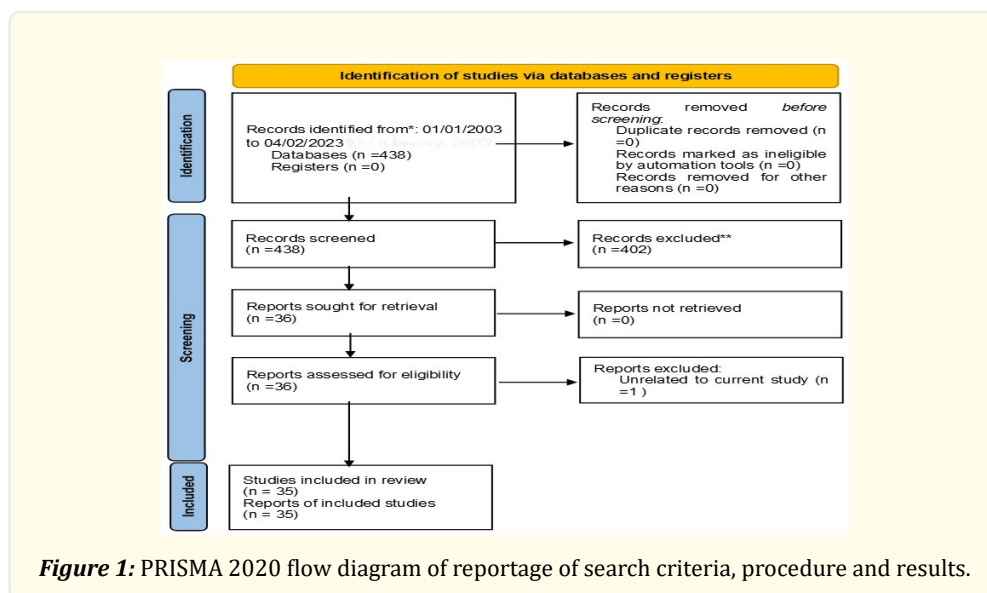 Identification of studies via databases and registers
Identification
Records identified from*: 01/01/2003
to 04/02/2023
Databases (n =438)
Registers (n =0)
Records removed before
screening:
Duplicate records removed (n
=0)
Records marked as ineligible
by automation tools (n =0)
Records removed for other
reasons (n =0)
Screening
Records screened
(n =438)
Records excluded**
(n =402)
Reports sought for retrieval
(n =36)
Reports not retrieved
(n =0)
Reports assessed for eligibility
(n =36)
Reports excluded:
Unrelated to current study (n
=1 )
Included
Studies included in review
(n = 35)
Reports of included studies
(n = 35)
Figure 1: PRISMA 2020 flow diagram of reportage of search criteria, procedure and results.